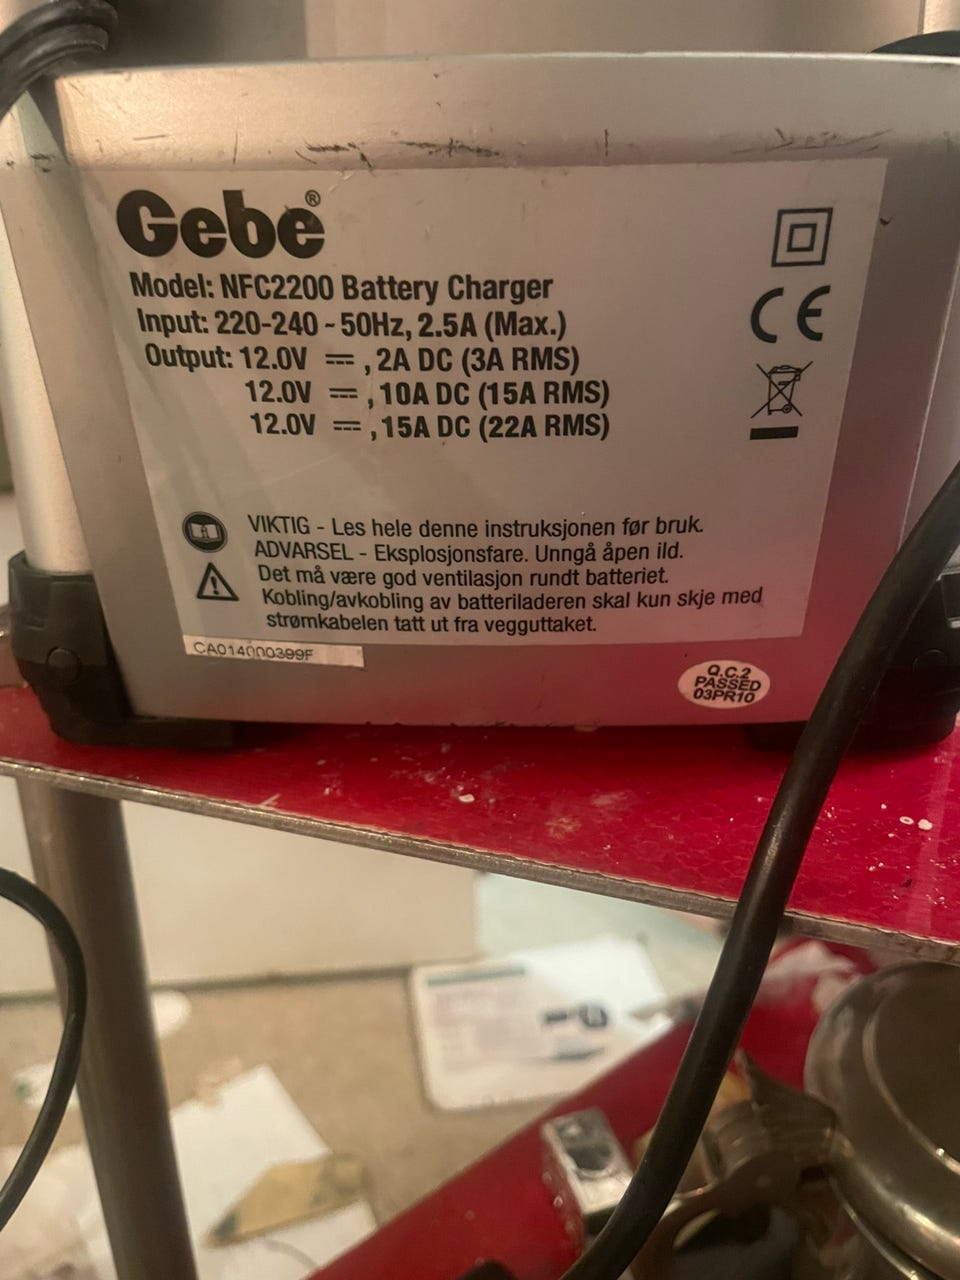 Gebe®
Model: NFC2200 Battery Charger
Input: 220-240 ~ 50Hz, 2.5A (Max.)
Output: 12.0V ⎓ , 2A DC (3A RMS)
12.0V ⎓ , 10A DC (15A RMS)
12.0V ⎓ , 15A DC (22A RMS)
CE
VIKTIG - Les hele denne instruksjonen før bruk.
ADVARSEL - Eksplosjonsfare. Unngå åpen ild.
Det må være god ventilasjon rundt batteriet.
Kobling/avkobling av batteriladeren skal kun skje med
strømkabelen tatt ut fra vegguttaket.
CA014000399F
Q.C.2
PASSED
03PR10